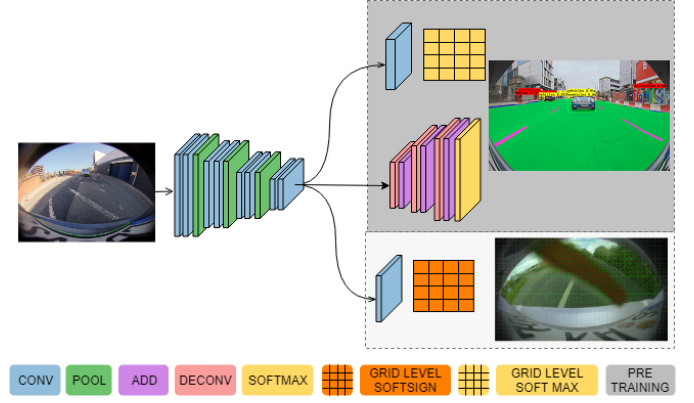 CONV
POOL
ADD
DECONV
SOFTMAX
GRID LEVEL
SOFTSIGN
GRID LEVEL
SOFT MAX
PRE
TRAINING